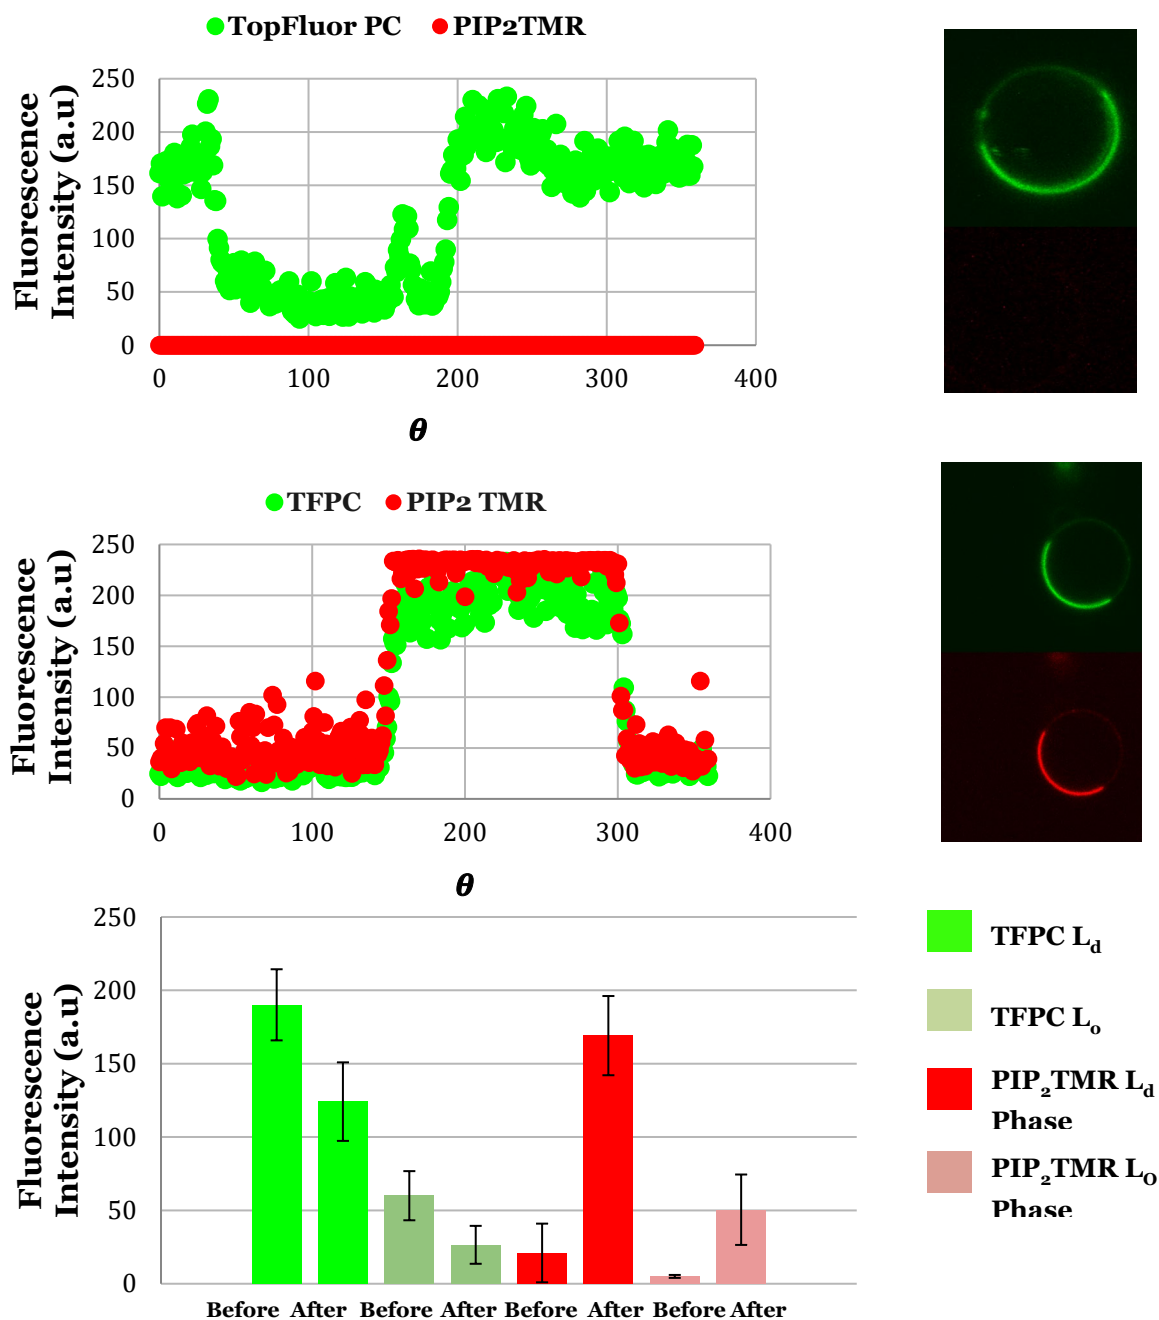 TopFluor PC PIP2TMR
Fluorescence
Intensity (a.u)
250
200
150
100
50
0
0 100 200 300 400
θ
TFPC PIP2 TMR
Fluorescence
Intensity (a.u)
250
200
150
100
50
0
0 100 200 300 400
θ
Fluorescence
Intensity (a.u)
250
200
150
100
50
0
Before After Before After Before After Before After
TFPC Ld
TFPC Lo
PIP2TMR Ld
Phase
PIP2TMR LO
Phase